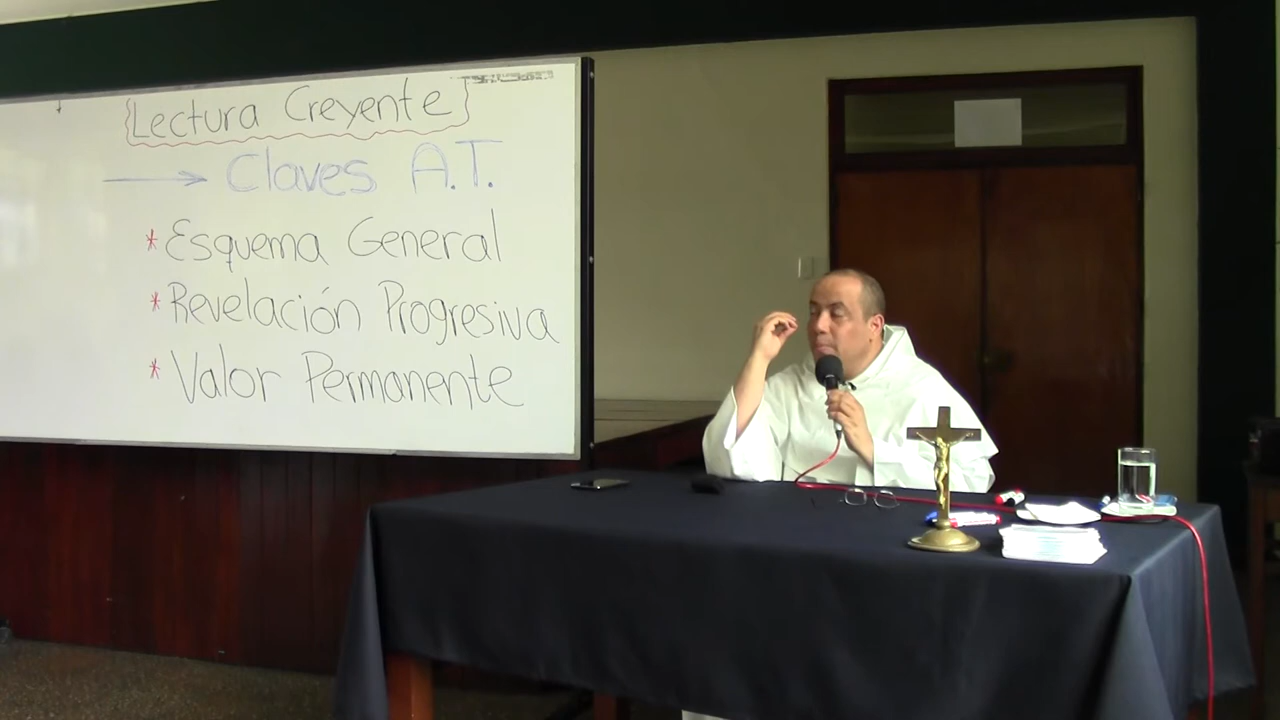 Lectura Creyente
→ Claves A.T.
* Esquema General
* Revelación Progresiva
* Valor Permanente